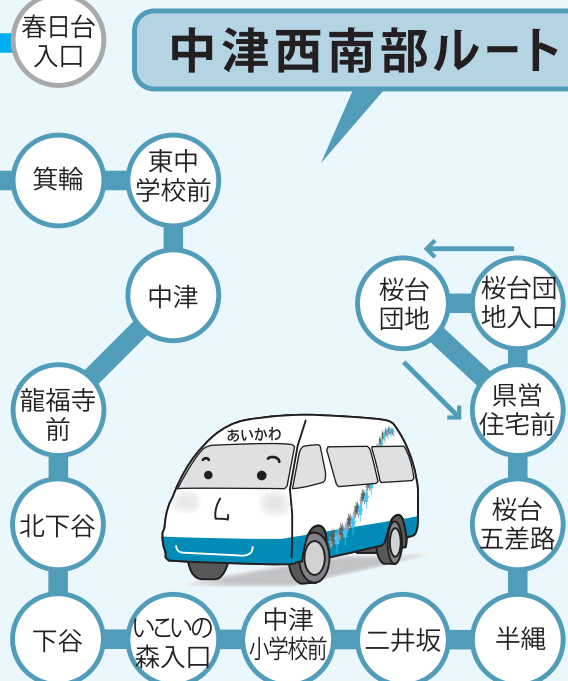 春日台
入口
中津西南部ルート
箕輪
東中
学校前
中津
桜台
団地
桜台団
地入口
龍福寺
前
県営
住宅前
あいかわ
北下谷
桜台
五差路
下谷
いこいの
森入口
中津
小学校前
二井坂
半縄